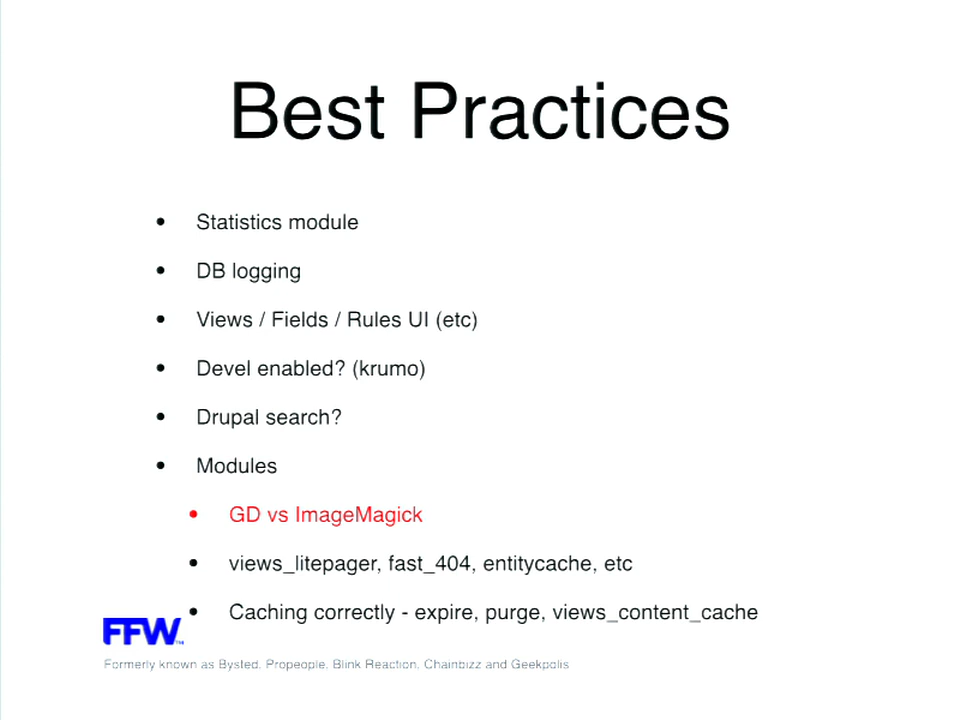 Best Practices
• Statistics module
• DB logging
• Views / Fields / Rules UI (etc)
• Devel enabled? (krumo)
• Drupal search?
• Modules
• GD vs ImageMagick
• views_litepager, fast_404, entitycache, etc
• Caching correctly - expire, purge, views_content_cache
FFW™
Formerly known as Bysted, Propeople, Blink Reaction, Chainbizz and Geekpolis